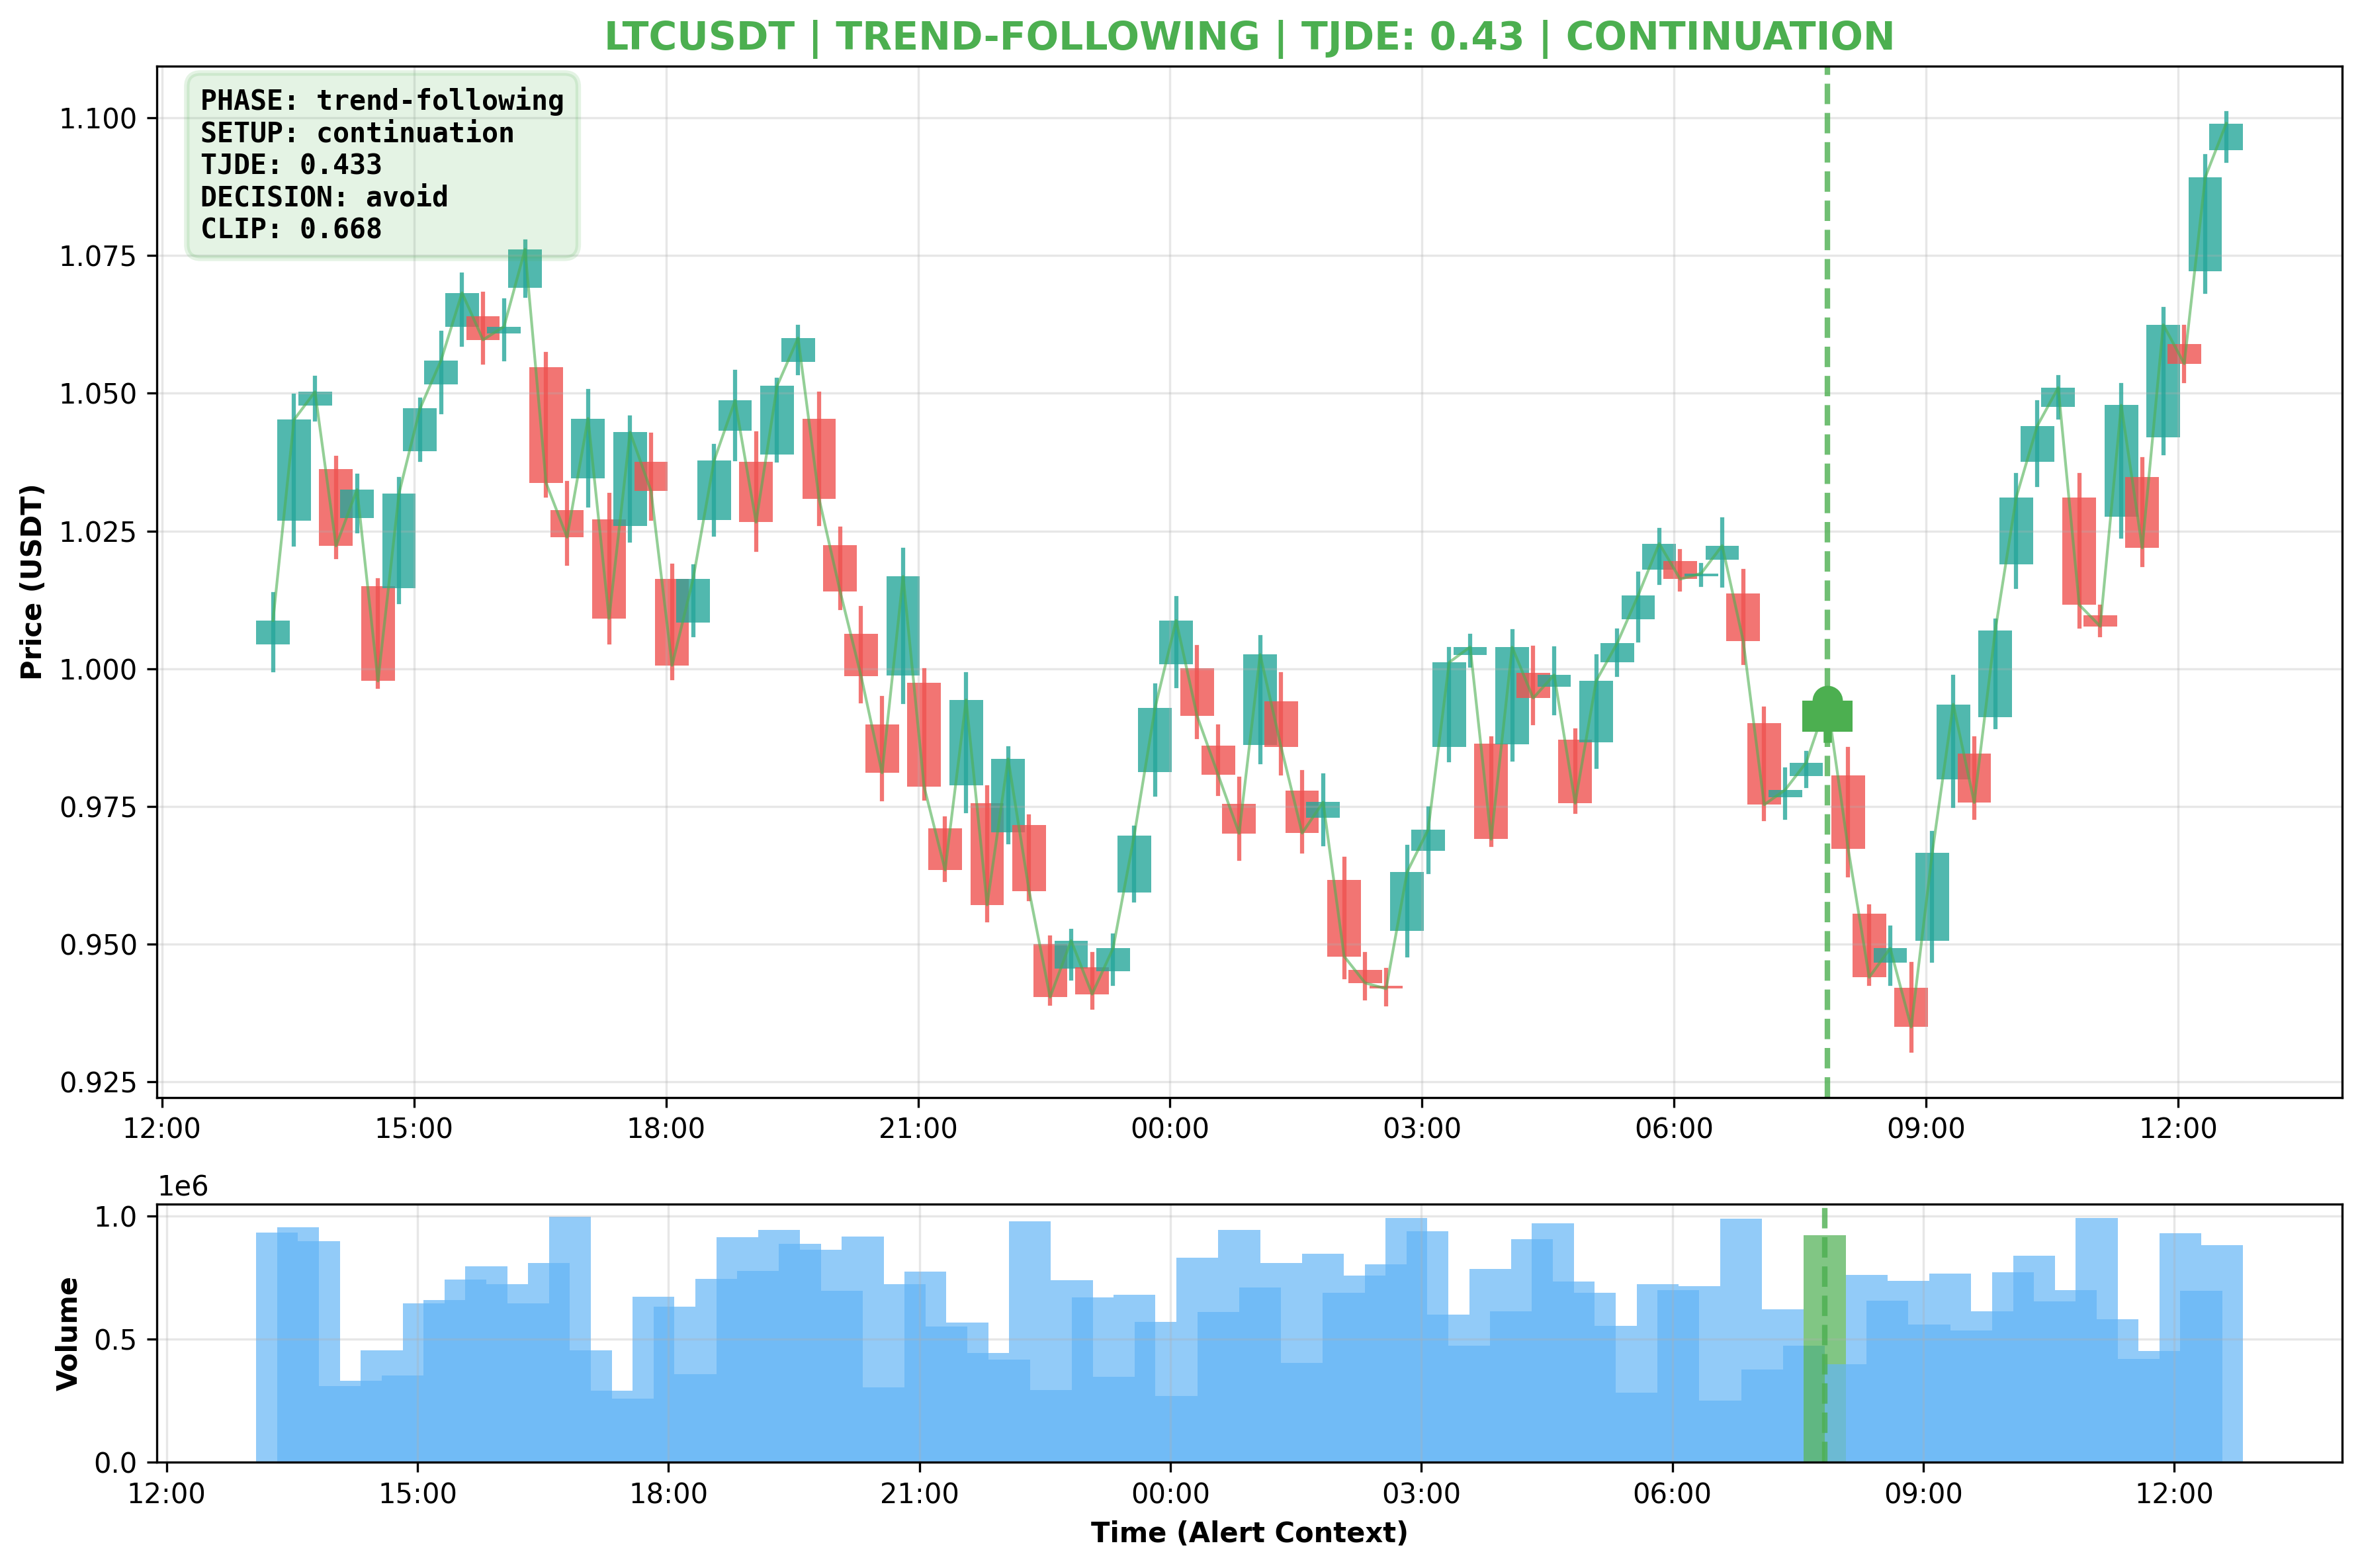 LTCUSDT | TREND-FOLLOWING | TJDE: 0.43 | CONTINUATION
PHASE: trend-following
SETUP: continuation
TJDE: 0.433
DECISION: avoid
CLIP: 0.668
Price (USDT)
1.100
1.075
1.050
1.025
1.000
0.975
0.950
0.925
12:00 15:00 18:00 21:00 00:00 03:00 06:00 09:00 12:00
1e6
Volume
1.0
0.5
0.0
12:00 15:00 18:00 21:00 00:00 03:00 06:00 09:00 12:00
Time (Alert Context)